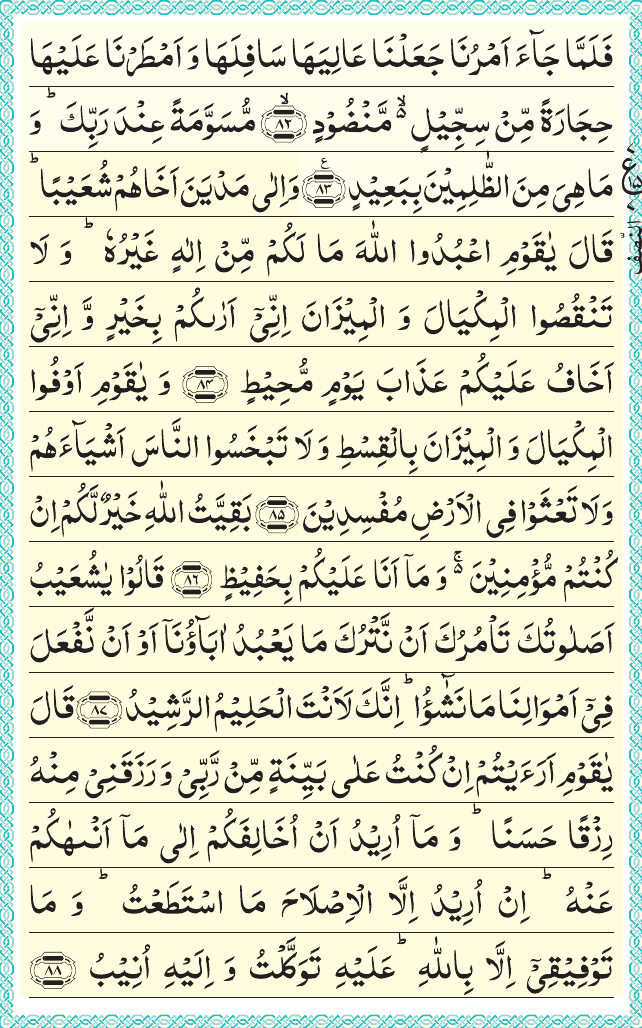 فَلَمَّا جَآءَ اَمْرُنَا جَعَلْنَا عَالِيَهَا سَافِلَهَا وَ اَمْطَرْنَا عَلَيْهَا
حِجَارَةً مِّنْ سِجِّيْلٍ ۙ۬ مَّنْضُوْدٍ ۙ﴿۸۲﴾ مُّسَوَّمَةً عِنْدَ رَبِّكَ ؕ وَ
مَا هِيَ مِنَ الظّٰلِمِيْنَ بِبَعِيْدٍ ﴿۸۳﴾ؑ وَ اِلٰى مَدْيَنَ اَخَاهُمْ شُعَيْبًا ؕ
قَالَ يٰقَوْمِ اعْبُدُوا اللّٰهَ مَا لَكُمْ مِّنْ اِلٰهٍ غَيْرُهٗ ؕ وَ لَا
تَنْقُصُوا الْمِكْيَالَ وَ الْمِيْزَانَ اِنِّيْۤ اَرٰىكُمْ بِخَيْرٍ وَّ اِنِّيْۤ
اَخَافُ عَلَيْكُمْ عَذَابَ يَوْمٍ مُّحِيْطٍ ﴿۸۴﴾ وَ يٰقَوْمِ اَوْفُوا
الْمِكْيَالَ وَ الْمِيْزَانَ بِالْقِسْطِ وَ لَا تَبْخَسُوا النَّاسَ اَشْيَآءَهُمْ
وَ لَا تَعْثَوْا فِي الْاَرْضِ مُفْسِدِيْنَ ﴿۸۵﴾ بَقِيَّتُ اللّٰهِ خَيْرٌ لَّكُمْ اِنْ
كُنْتُمْ مُّؤْمِنِيْنَ ۬ۚ وَ مَاۤ اَنَا عَلَيْكُمْ بِحَفِيْظٍ ﴿۸۶﴾ قَالُوْا يٰشُعَيْبُ
اَصَلٰوتُكَ تَاْمُرُكَ اَنْ نَّتْرُكَ مَا يَعْبُدُ اٰبَآؤُنَاۤ اَوْ اَنْ نَّفْعَلَ
فِيْۤ اَمْوَالِنَا مَا نَشٰٓؤُا ؕ اِنَّكَ لَاَنْتَ الْحَلِيْمُ الرَّشِيْدُ ﴿۸۷﴾ قَالَ
يٰقَوْمِ اَرَءَيْتُمْ اِنْ كُنْتُ عَلٰى بَيِّنَةٍ مِّنْ رَّبِّيْ وَ رَزَقَنِيْ مِنْهُ
رِزْقًا حَسَنًا ؕ وَ مَاۤ اُرِيْدُ اَنْ اُخَالِفَكُمْ اِلٰى مَاۤ اَنْهٰىكُمْ
عَنْهُ ؕ اِنْ اُرِيْدُ اِلَّا الْاِصْلَاحَ مَا اسْتَطَعْتُ ؕ وَ مَا
تَوْفِيْقِيْۤ اِلَّا بِاللّٰهِ ؕ عَلَيْهِ تَوَكَّلْتُ وَ اِلَيْهِ اُنِيْبُ ﴿۸۸﴾